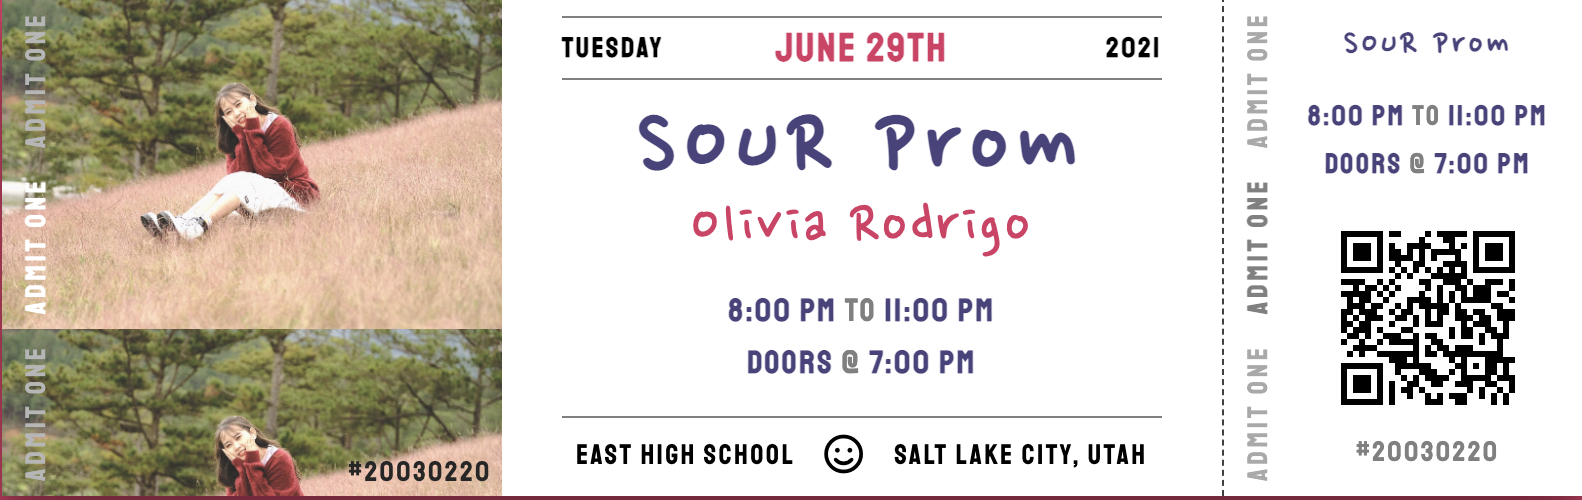 ADMIT ONE
ADMIT ONE
ADMIT ONE
#20030220
TUESDAY JUNE 29TH 2021
SOUR Prom
Olivia Rodrigo
8:00 PM TO 11:00 PM
DOORS @ 7:00 PM
EAST HIGH SCHOOL SALT LAKE CITY, UTAH
ADMIT ONE
ADMIT ONE
ADMIT ONE
SOUR Prom
8:00 PM TO 11:00 PM
DOORS @ 7:00 PM
#20030220